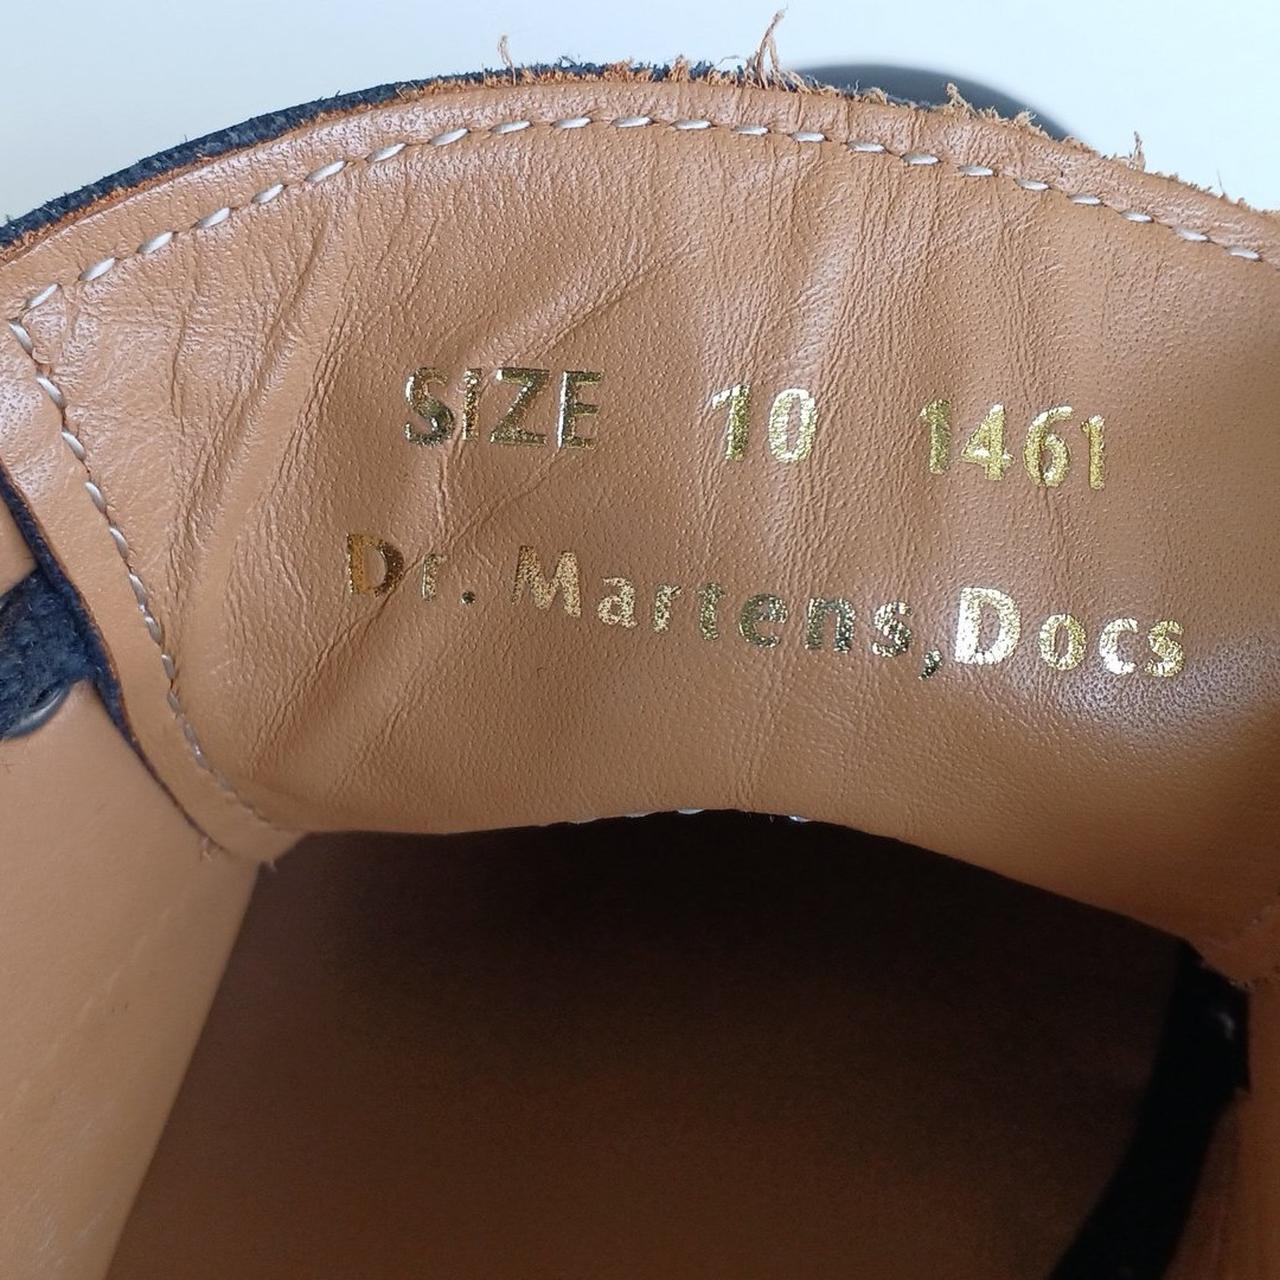 SIZE 10 1461
Dr. Martens,Docs